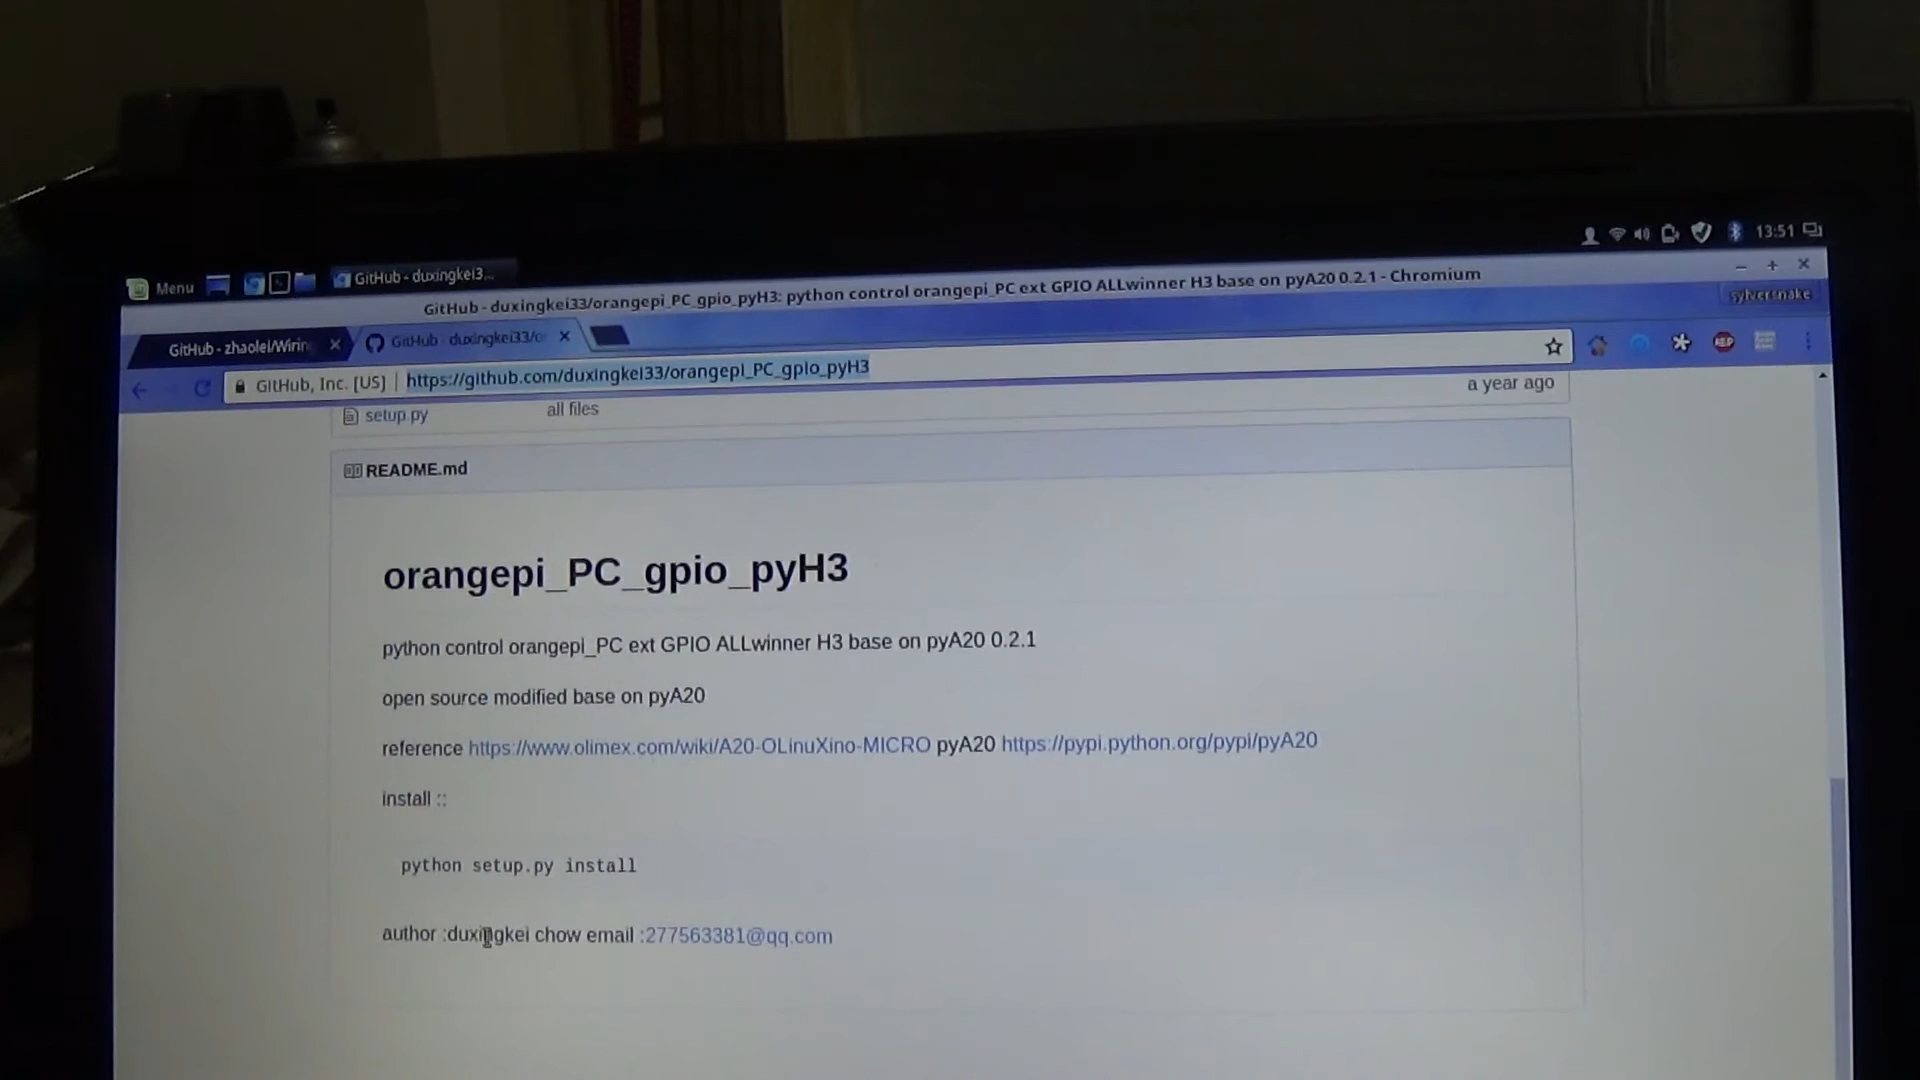 13:51
Menu
GitHub - duxingkei3...
GitHub - duxingkei33/orangepi_PC_gpio_pyH3: python control orangepi_PC ext GPIO ALLwinner H3 base on pyA20 0.2.1 - Chromium
sylversnake
GitHub - zhaolei/Wirin
GitHub - duxingkei33/o
GitHub, Inc. [US]
https://github.com/duxingkei33/orangepi_PC_gpio_pyH3
ABP
setup.py all files a year ago
README.md
orangepi_PC_gpio_pyH3
python control orangepi_PC ext GPIO ALLwinner H3 base on pyA20 0.2.1
open source modified base on pyA20
reference https://www.olimex.com/wiki/A20-OLinuXino-MICRO pyA20 https://pypi.python.org/pypi/pyA20
install ::
python setup.py install
author :duxingkei chow email :277563381@qq.com